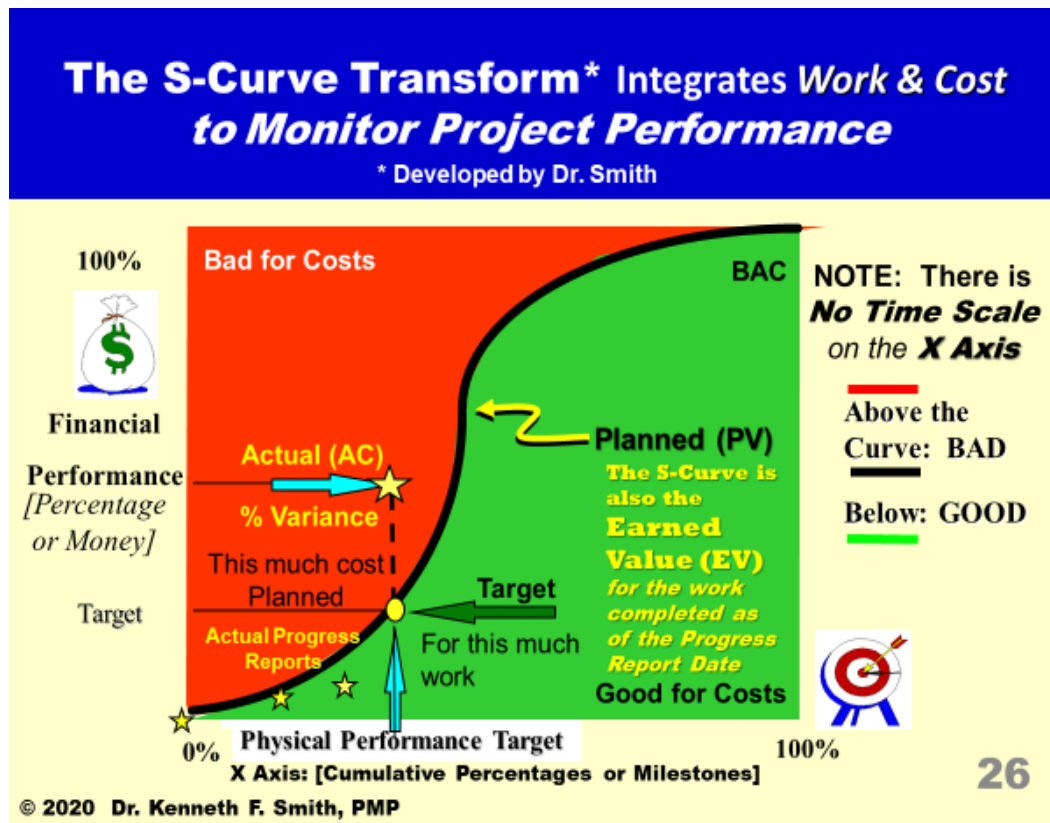 The S-Curve Transform* Integrates Work & Cost
to Monitor Project Performance
* Developed by Dr. Smith
100%
$
Financial
Performance
[Percentage
or Money]
Target
Bad for Costs
BAC
Actual (AC)
% Variance
This much cost
Planned
Actual Progress
Reports
Planned (PV)
The S-Curve is
also the
Earned
Value (EV)
for the work
completed as
of the Progress
Report Date
Target
For this much
work
Good for Costs
NOTE: There is
No Time Scale
on the X Axis
Above the
Curve: BAD
Below: GOOD
0%
Physical Performance Target
100%
X Axis: [Cumulative Percentages or Milestones]
26
© 2020 Dr. Kenneth F. Smith, PMP